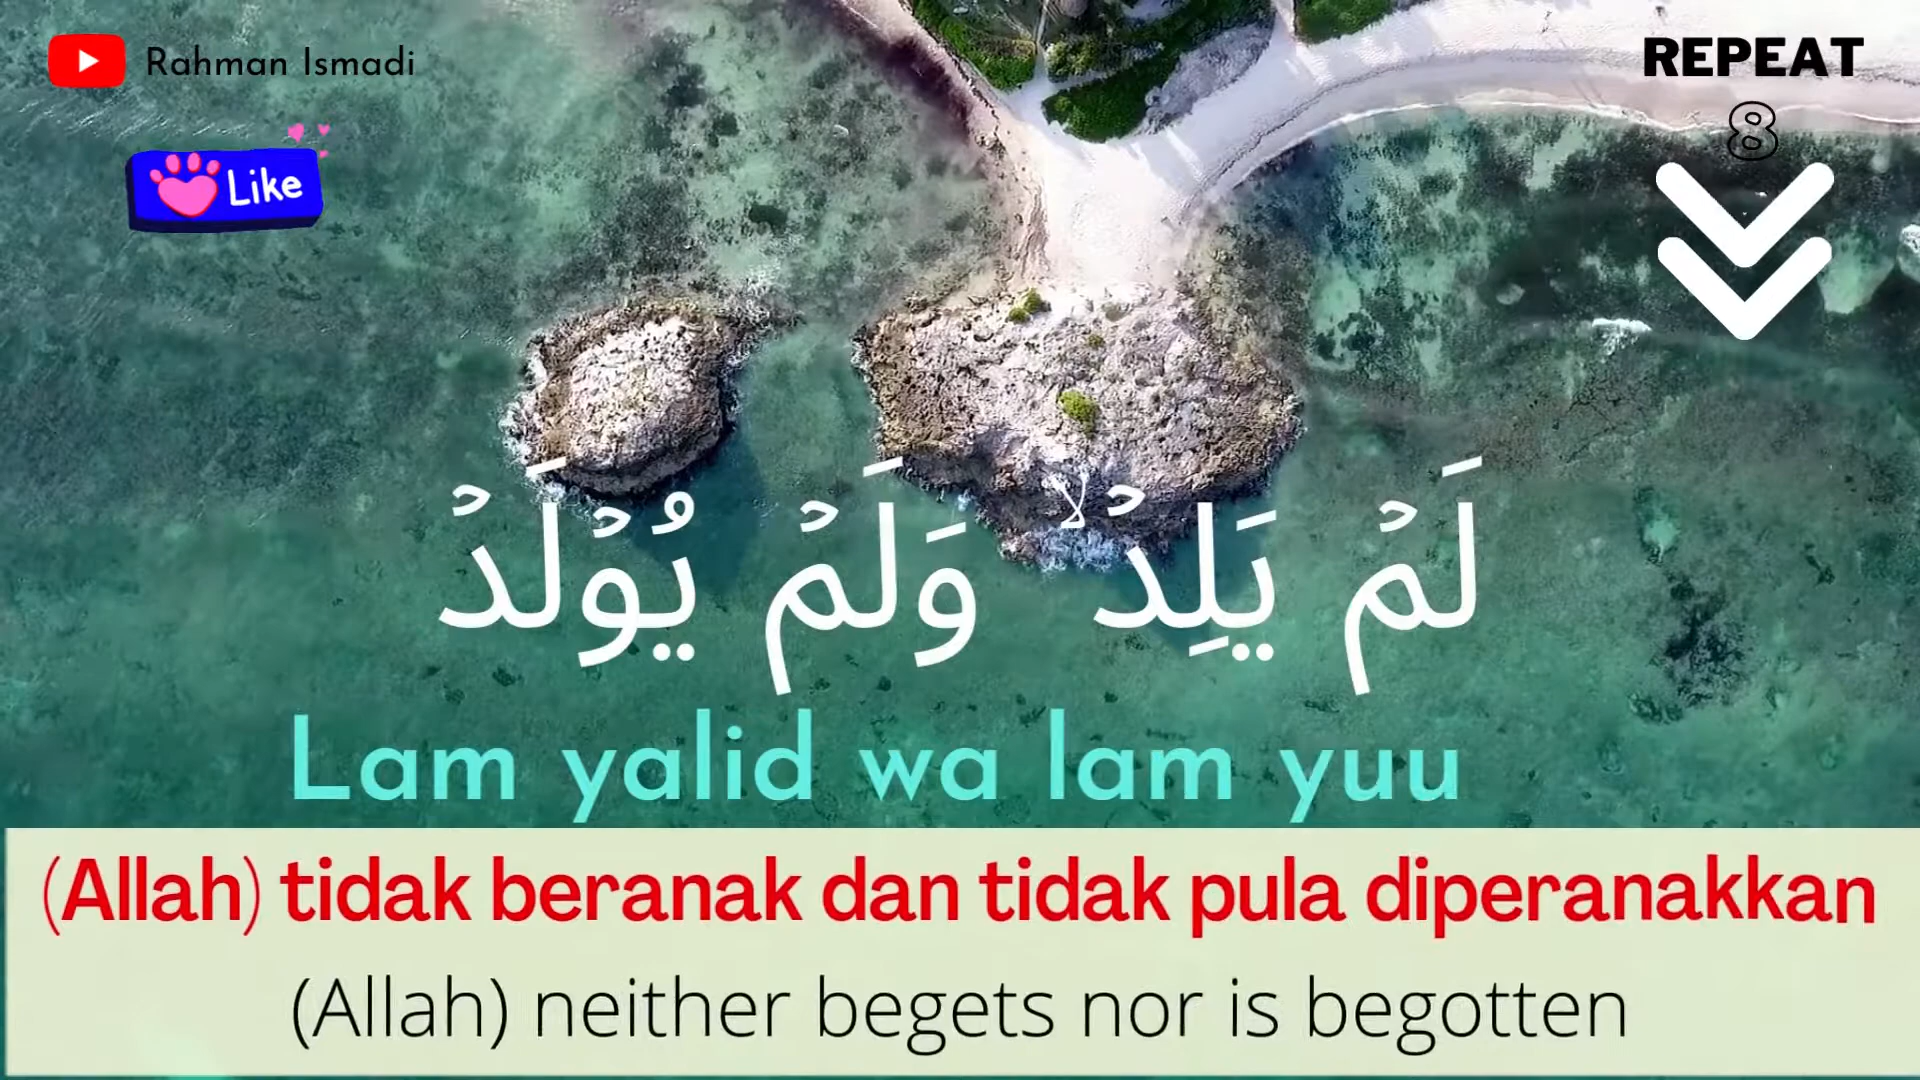 Rahman Ismadi
REPEAT
8
Like
لَمۡ يَلِدۡ ۙ وَلَمۡ يُوۡلَدۡ
Lam yalid wa lam yuu
(Allah) tidak beranak dan tidak pula diperanakkan
(Allah) neither begets nor is begotten